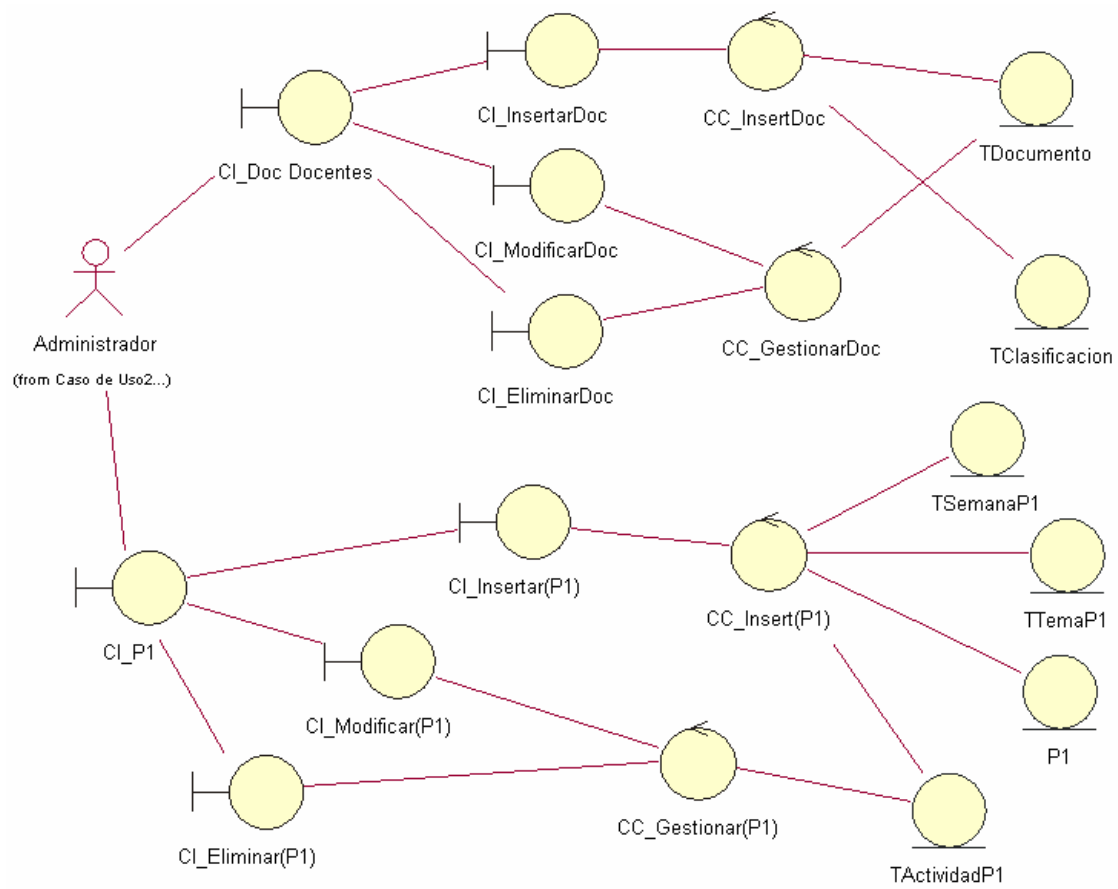 CI_InsertarDoc
CC_InsertDoc
TDocumento
CI_Doc Docentes
CI_ModificarDoc
Administrador
(from Caso de Uso2...)
CC_GestionarDoc
TClasificacion
CI_EliminarDoc
TSemanaP1
CI_Insertar(P1)
CC_Insert(P1)
TTemaP1
CI_P1
CI_Modificar(P1)
P1
CC_Gestionar(P1)
CI_Eliminar(P1)
TActividadP1